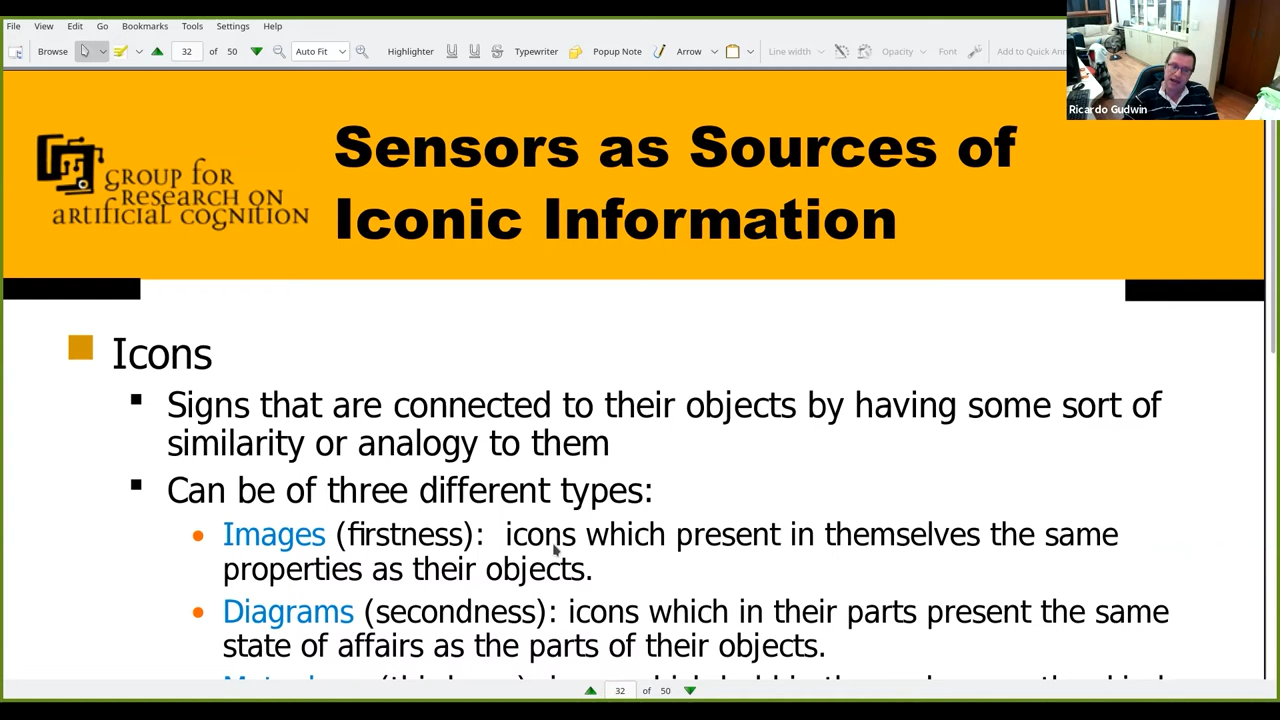 File View Edit Go Bookmarks Tools Settings Help
Browse 32 of 50 Auto Fit Highlighter Typewriter Popup Note Arrow Line width Opacity Font Add to Quick
Ricardo Gudwin
GROUP FOR
RESEARCH ON
ARTIFICIAL COGNITION
Sensors as Sources of
Iconic Information
Icons
Signs that are connected to their objects by having some sort of
similarity or analogy to them
Can be of three different types:
Images (firstness): icons which present in themselves the same
properties as their objects.
Diagrams (secondness): icons which in their parts present the same
state of affairs as the parts of their objects.
32 of 50